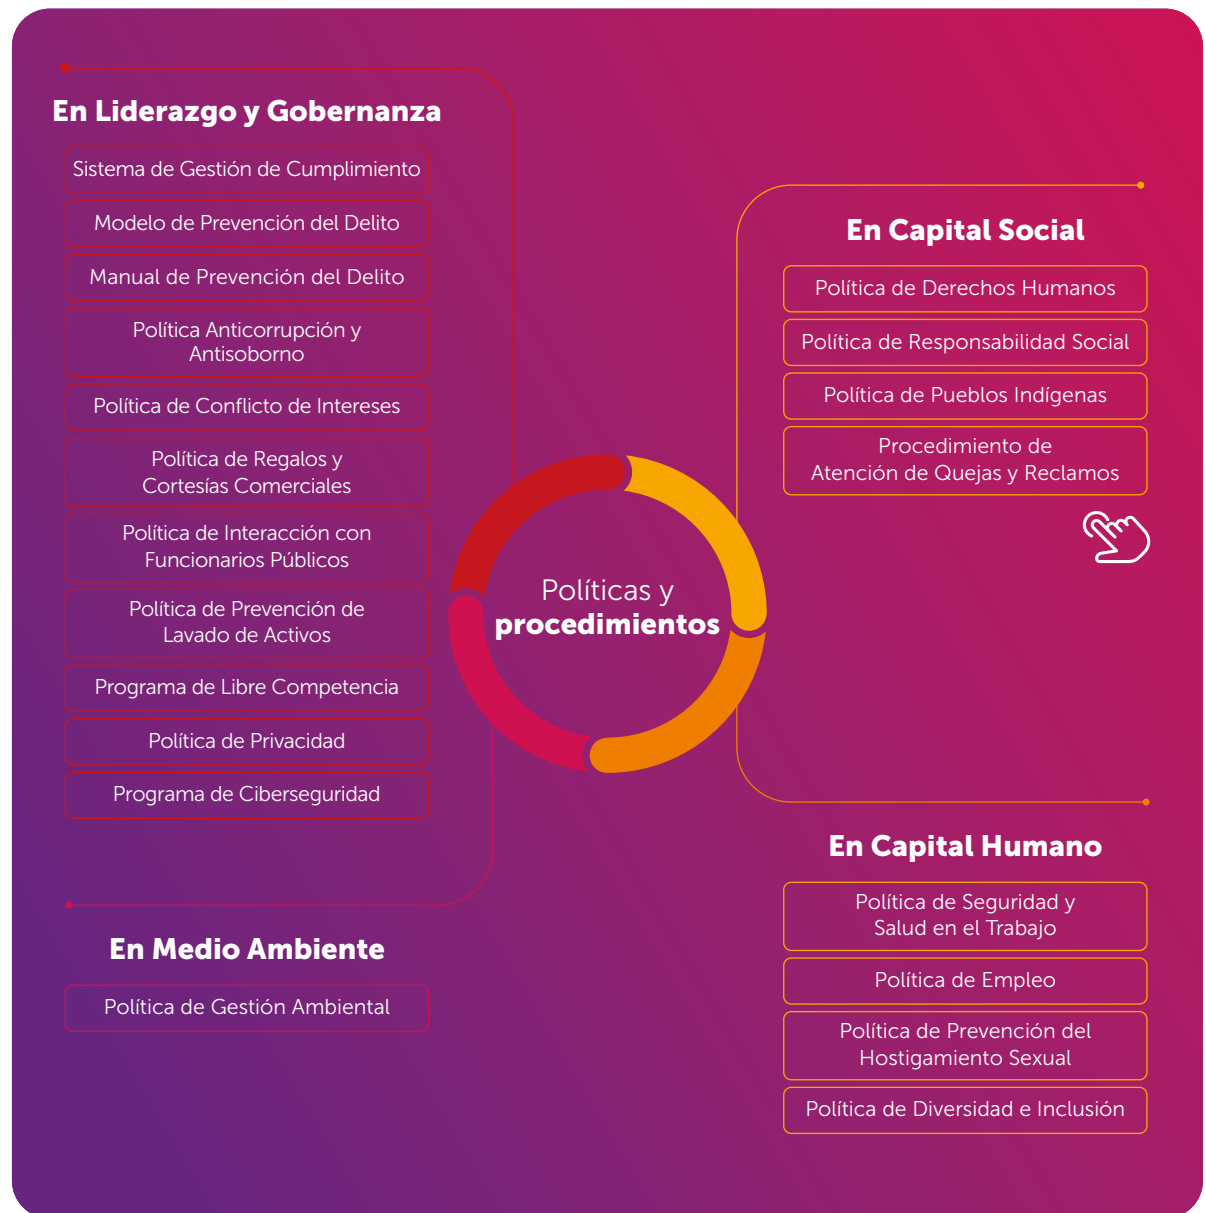 En Liderazgo y Gobernanza
Sistema de Gestión de Cumplimiento
Modelo de Prevención del Delito
Manual de Prevención del Delito
Política Anticorrupción y
Antisoborno
Política de Conflicto de Intereses
Política de Regalos y
Cortesías Comerciales
Política de Interacción con
Funcionarios Públicos
Política de Prevención de
Lavado de Activos
Programa de Libre Competencia
Política de Privacidad
Programa de Ciberseguridad
En Medio Ambiente
Política de Gestión Ambiental
Políticas y
procedimientos
En Capital Social
Política de Derechos Humanos
Política de Responsabilidad Social
Política de Pueblos Indígenas
Procedimiento de
Atención de Quejas y Reclamos
En Capital Humano
Política de Seguridad y
Salud en el Trabajo
Política de Empleo
Política de Prevención del
Hostigamiento Sexual
Política de Diversidad e Inclusión